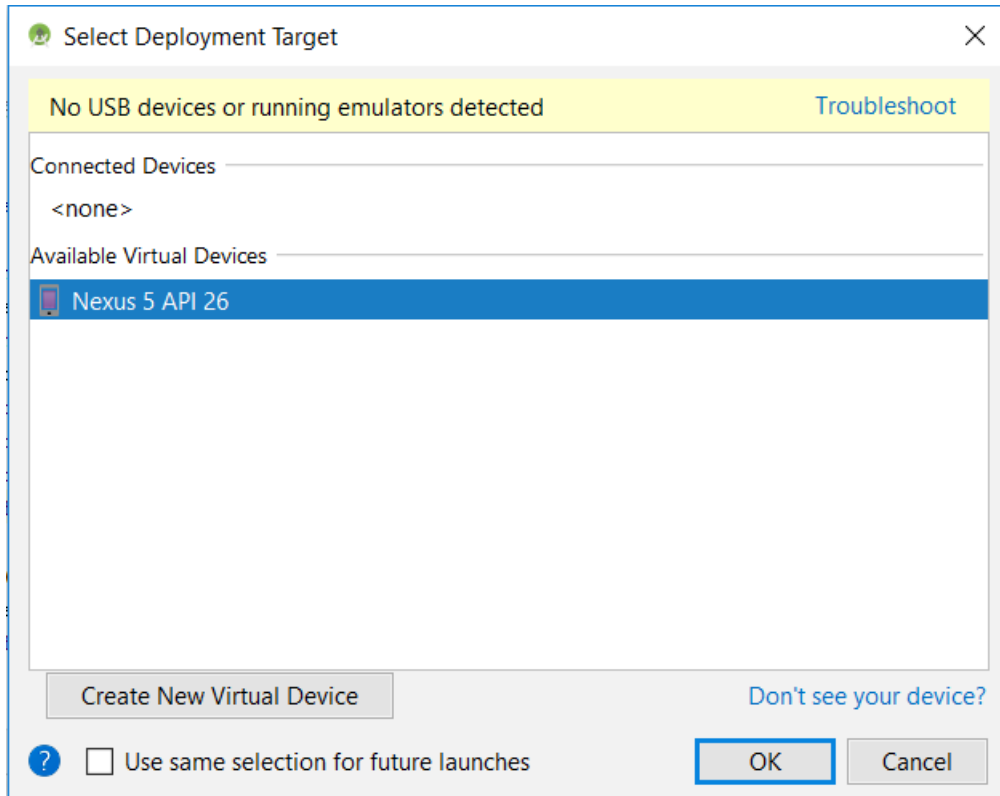 Select Deployment Target
No USB devices or running emulators detected Troubleshoot
Connected Devices
<none>
Available Virtual Devices
Nexus 5 API 26
Create New Virtual Device Don't see your device?
? Use same selection for future launches OK Cancel